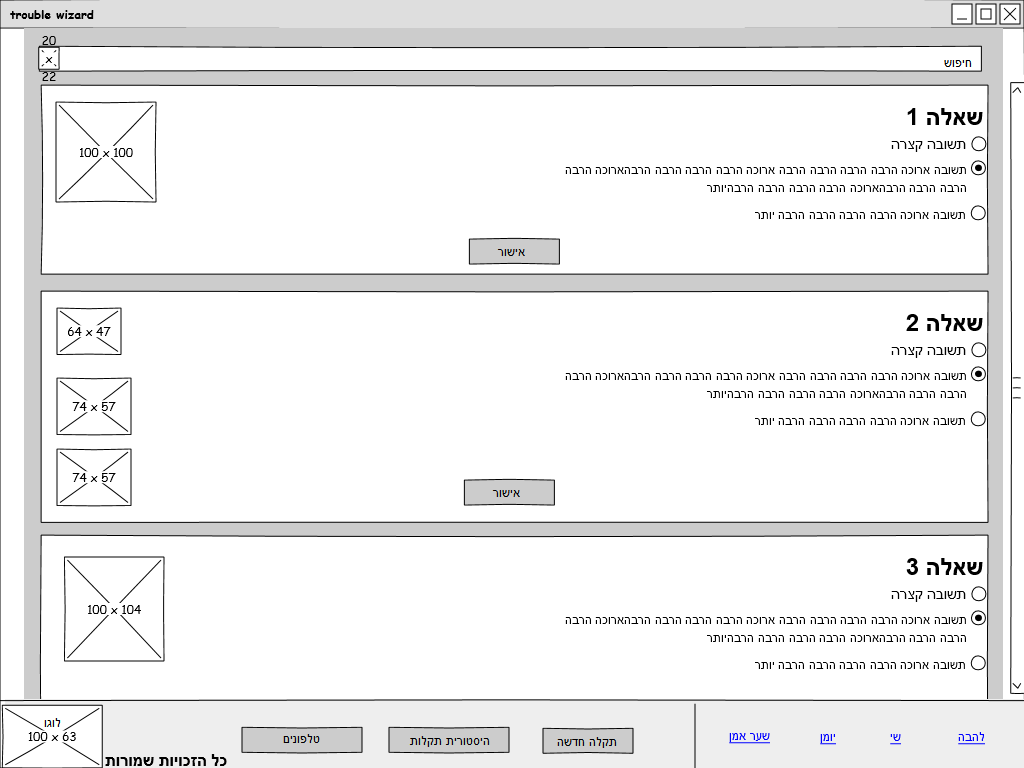 trouble wizard
20
x
22
חיפוש
שאלה 1
תשובה קצרה
תשובה ארוכה הרבה הרבה הרבה הרבה ארוכה הרבה הרבה הרבה הרבהארוכה הרבה
הרבה הרבה הרבהארוכה הרבה הרבה הרבה הרבהיותר
תשובה ארוכה הרבה הרבה הרבה הרבה יותר
100 x 100
אישור
שאלה 2
תשובה קצרה
תשובה ארוכה הרבה הרבה הרבה הרבה ארוכה הרבה הרבה הרבה הרבהארוכה הרבה
הרבה הרבה הרבהארוכה הרבה הרבה הרבה הרבהיותר
תשובה ארוכה הרבה הרבה הרבה הרבה יותר
64 x 47
74 x 57
74 x 57
אישור
שאלה 3
תשובה קצרה
תשובה ארוכה הרבה הרבה הרבה הרבה ארוכה הרבה הרבה הרבה הרבהארוכה הרבה
הרבה הרבה הרבהארוכה הרבה הרבה הרבה הרבהיותר
תשובה ארוכה הרבה הרבה הרבה הרבה יותר
100 x 104
להבה
שי
יומן
שער אמן
תקלה חדשה
היסטורית תקלות
טלפונים
לוגו
100 x 63
כל הזכויות שמורות